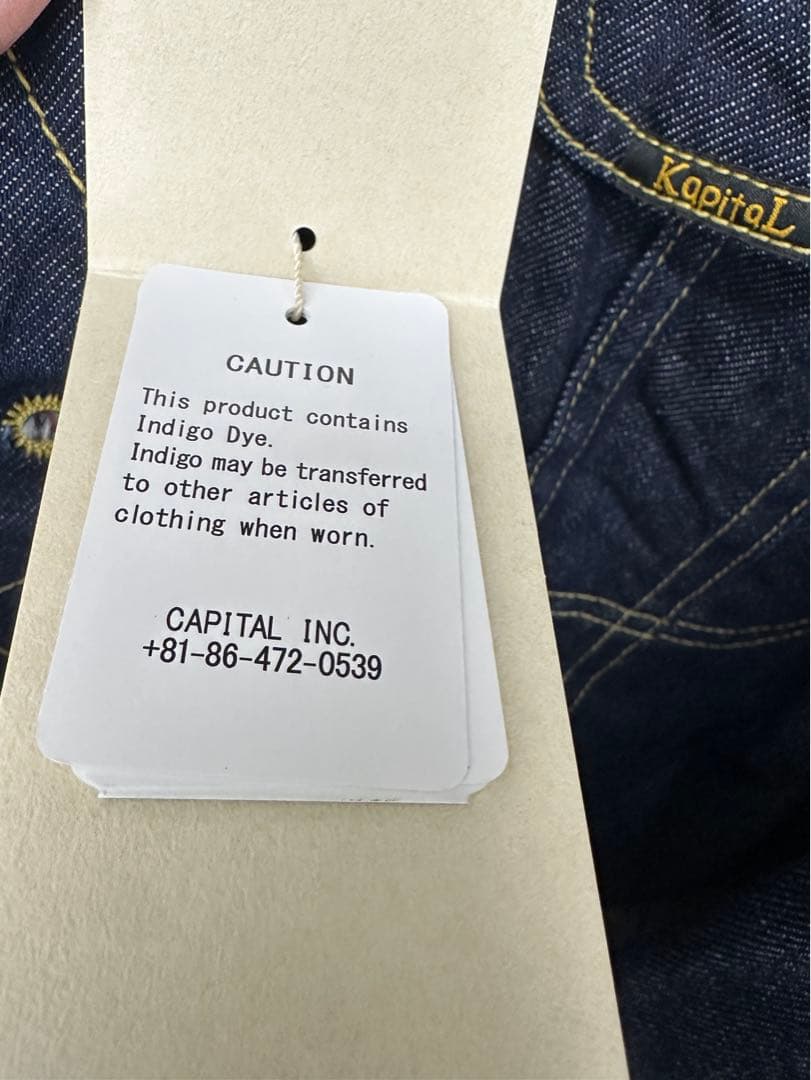 KapitaL
CAUTION
This product contains
Indigo Dye.
Indigo may be transferred
to other articles of
clothing when worn.
CAPITAL INC.
+81-86-472-0539